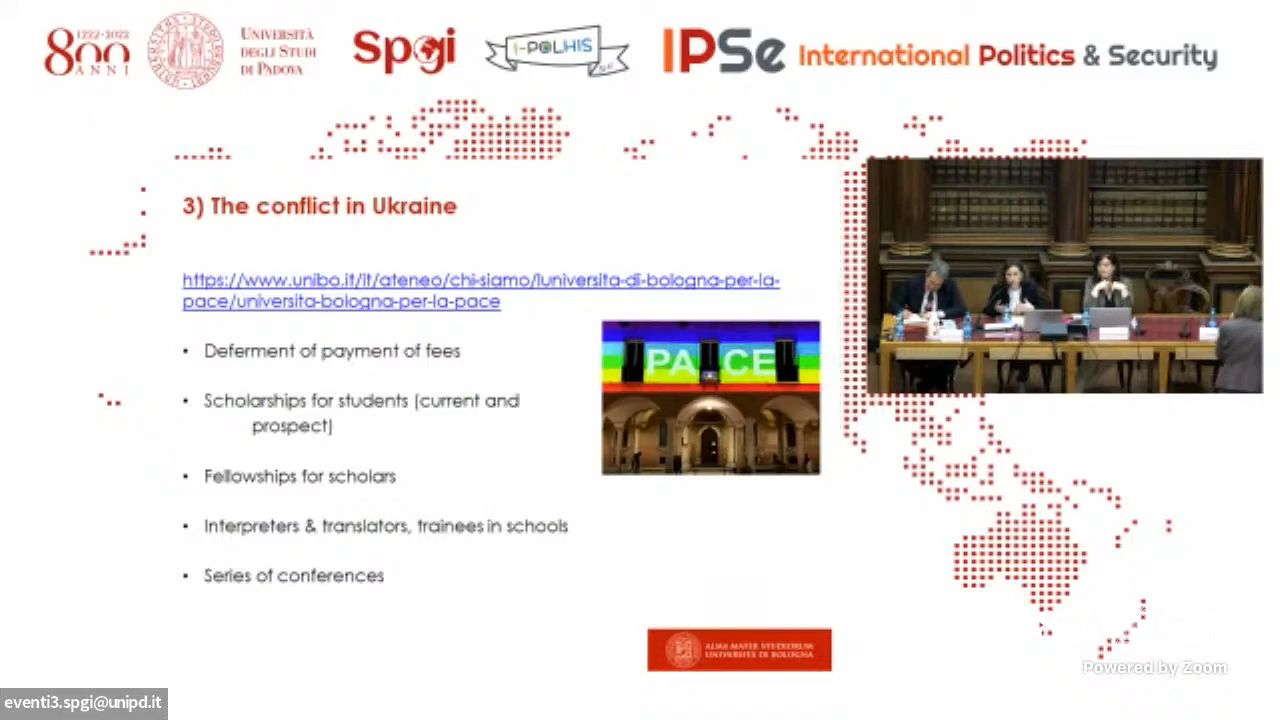 800
1222·2022
ANNI
UNIVERSITÀ
DEGLI STUDI
DI PADOVA
Spgi
I-POLHIS
IPSe International Politics & Security
3) The conflict in Ukraine
https://www.unibo.it/it/ateneo/chi-siamo/luniversita-di-bologna-per-la-
pace/universita-bologna-per-la-pace
• Deferment of payment of fees
• Scholarships for students (current and
prospect)
• Fellowships for scholars
• Interpreters & translators, trainees in schools
• Series of conferences
PACE
ALMA MATER STUDIORUM
UNIVERSITÀ DI BOLOGNA
Powered by Zoom
eventi3.spgi@unipd.it